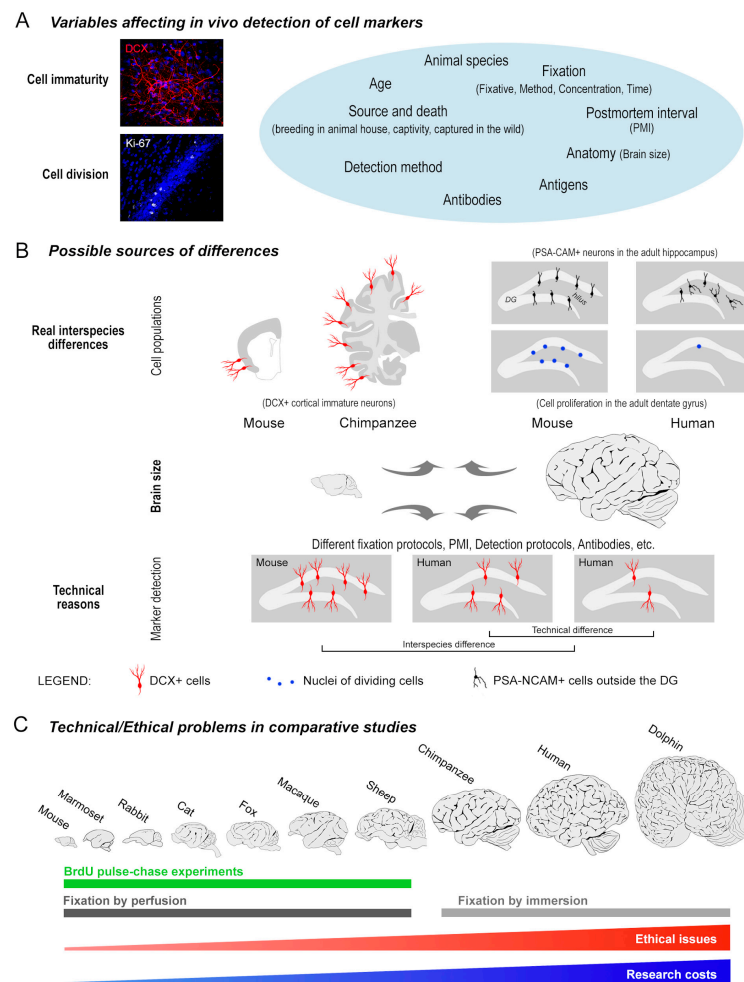 A Variables affecting in vivo detection of cell markers
DCX
Cell immaturity
Ki-67
Cell division
Animal species
Age
Fixation
(Fixative, Method, Concentration, Time)
Source and death
(breeding in animal house, captivity, captured in the wild)
Postmortem interval
(PMI)
Anatomy (Brain size)
Detection method
Antigens
Antibodies
B Possible sources of differences
Real interspecies
differences
Cell populations
(DCX+ cortical immature neurons)
Mouse Chimpanzee
(PSA-CAM+ neurons in the adult hippocampus)
DG
hilus
(Cell proliferation in the adult dentate gyrus)
Mouse Human
Brain size
Different fixation protocols, PMI, Detection protocols, Antibodies, etc.
Technical
reasons
Marker detection
Mouse Human Human
Technical difference
Interspecies difference
LEGEND: DCX+ cells Nuclei of dividing cells PSA-NCAM+ cells outside the DG
C Technical/Ethical problems in comparative studies
Mouse
Marmoset
Rabbit
Cat
Fox
Macaque
Sheep
Chimpanzee
Human
Dolphin
BrdU pulse-chase experiments
Fixation by perfusion Fixation by immersion
Ethical issues
Research costs